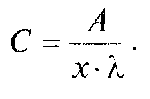 C = A / (x · λ).